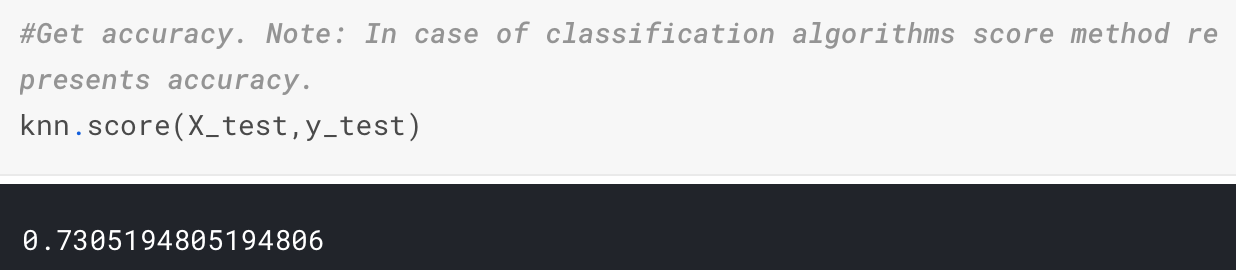 #Get accuracy. Note: In case of classification algorithms score method re
presents accuracy.
knn.score(X_test,y_test)
0.7305194805194806